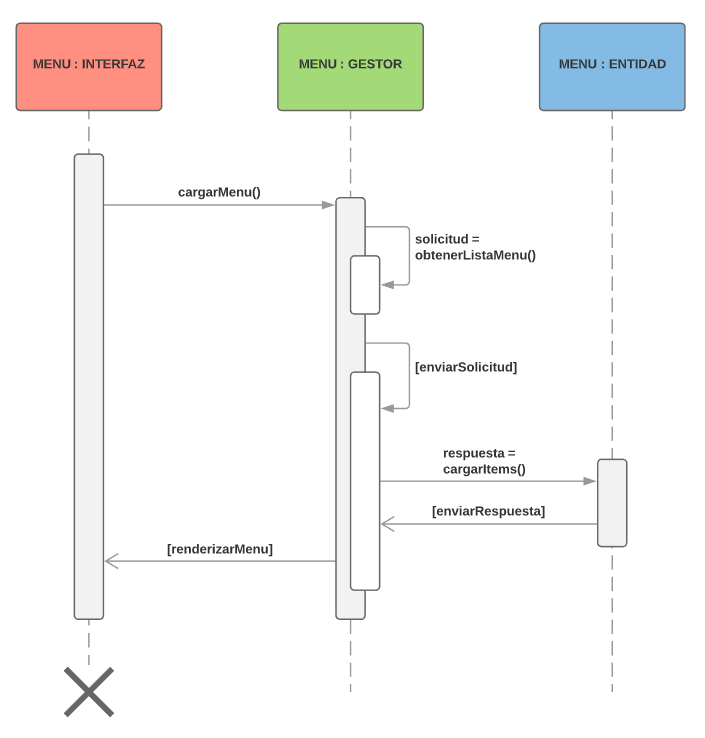 MENU : INTERFAZ
MENU : GESTOR
MENU : ENTIDAD
cargarMenu()
solicitud =
obtenerListaMenu()
[enviarSolicitud]
respuesta =
cargarItems()
[enviarRespuesta]
[renderizarMenu]